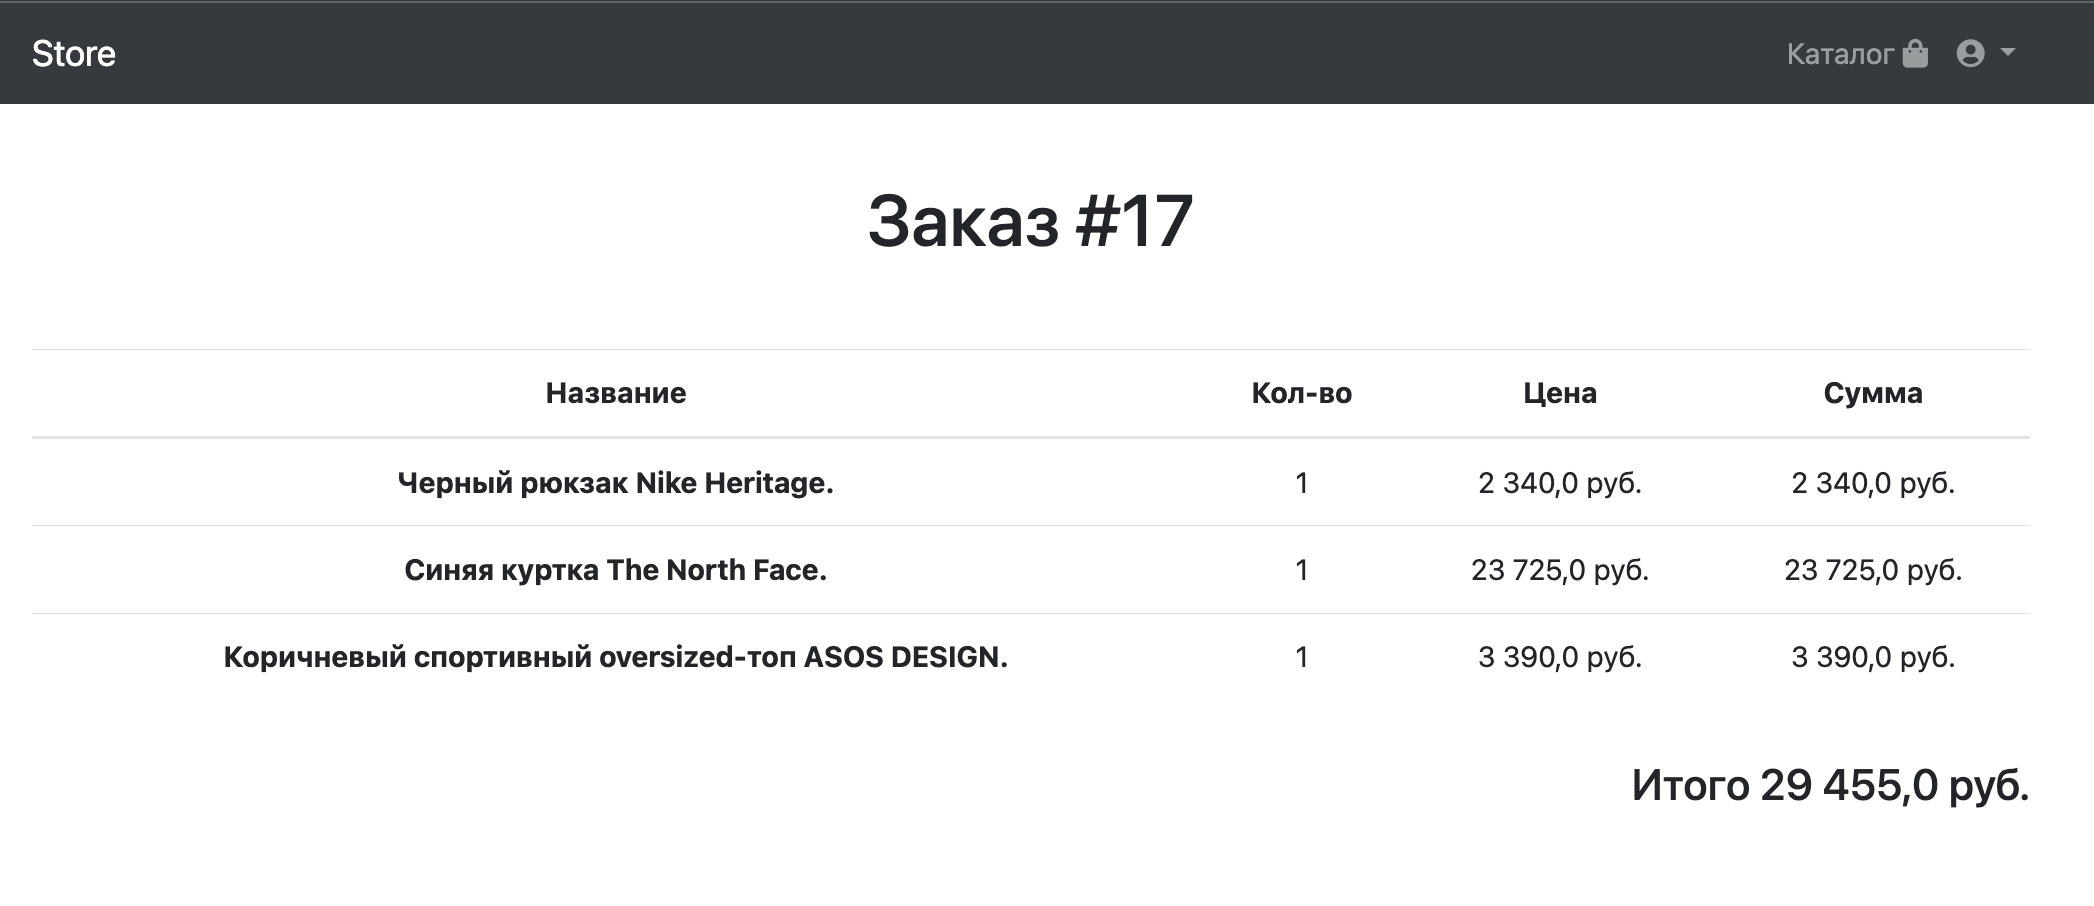 Store
Каталог
Заказ #17
Название Кол-во Цена Сумма
Черный рюкзак Nike Heritage. 1 2 340,0 руб. 2 340,0 руб.
Синяя куртка The North Face. 1 23 725,0 руб. 23 725,0 руб.
Коричневый спортивный oversized-топ ASOS DESIGN. 1 3 390,0 руб. 3 390,0 руб.
Итого 29 455,0 руб.